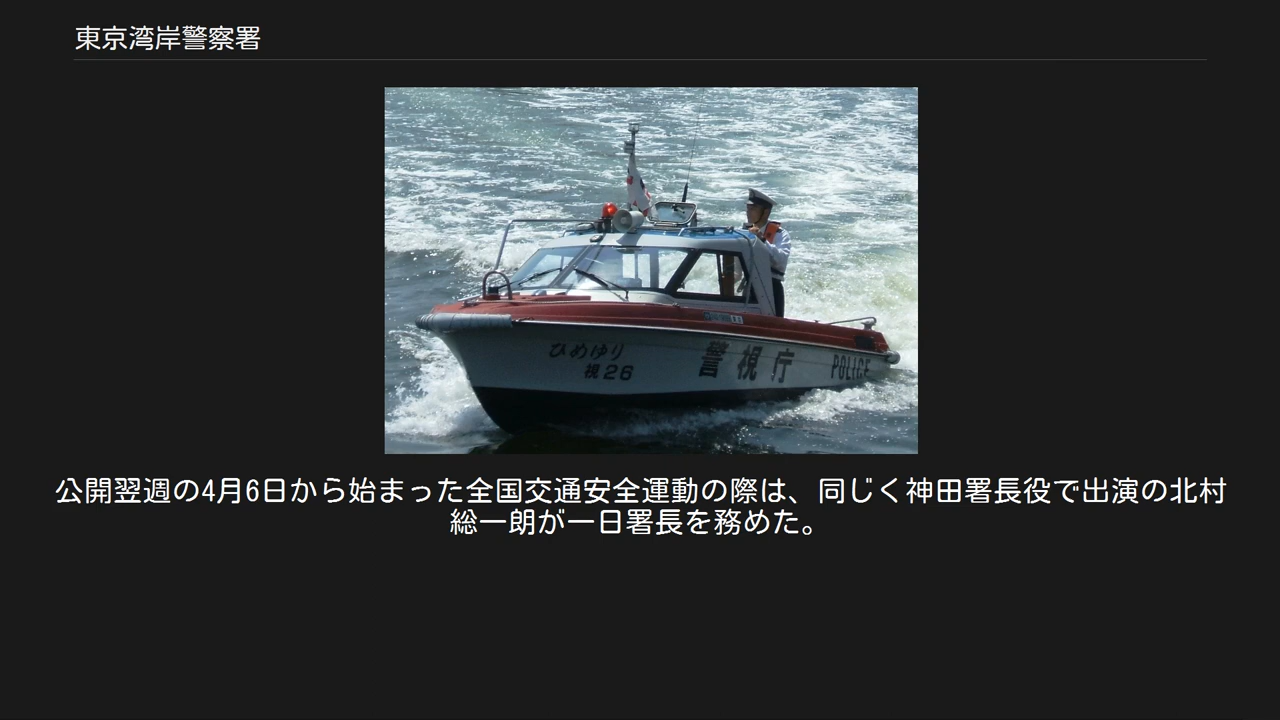 東京湾岸警察署
ひめゆり
視26
警視庁
POLICE
公開翌週の4月6日から始まった全国交通安全運動の際は、同じく神田署長役で出演の北村
総一朗が一日署長を務めた。